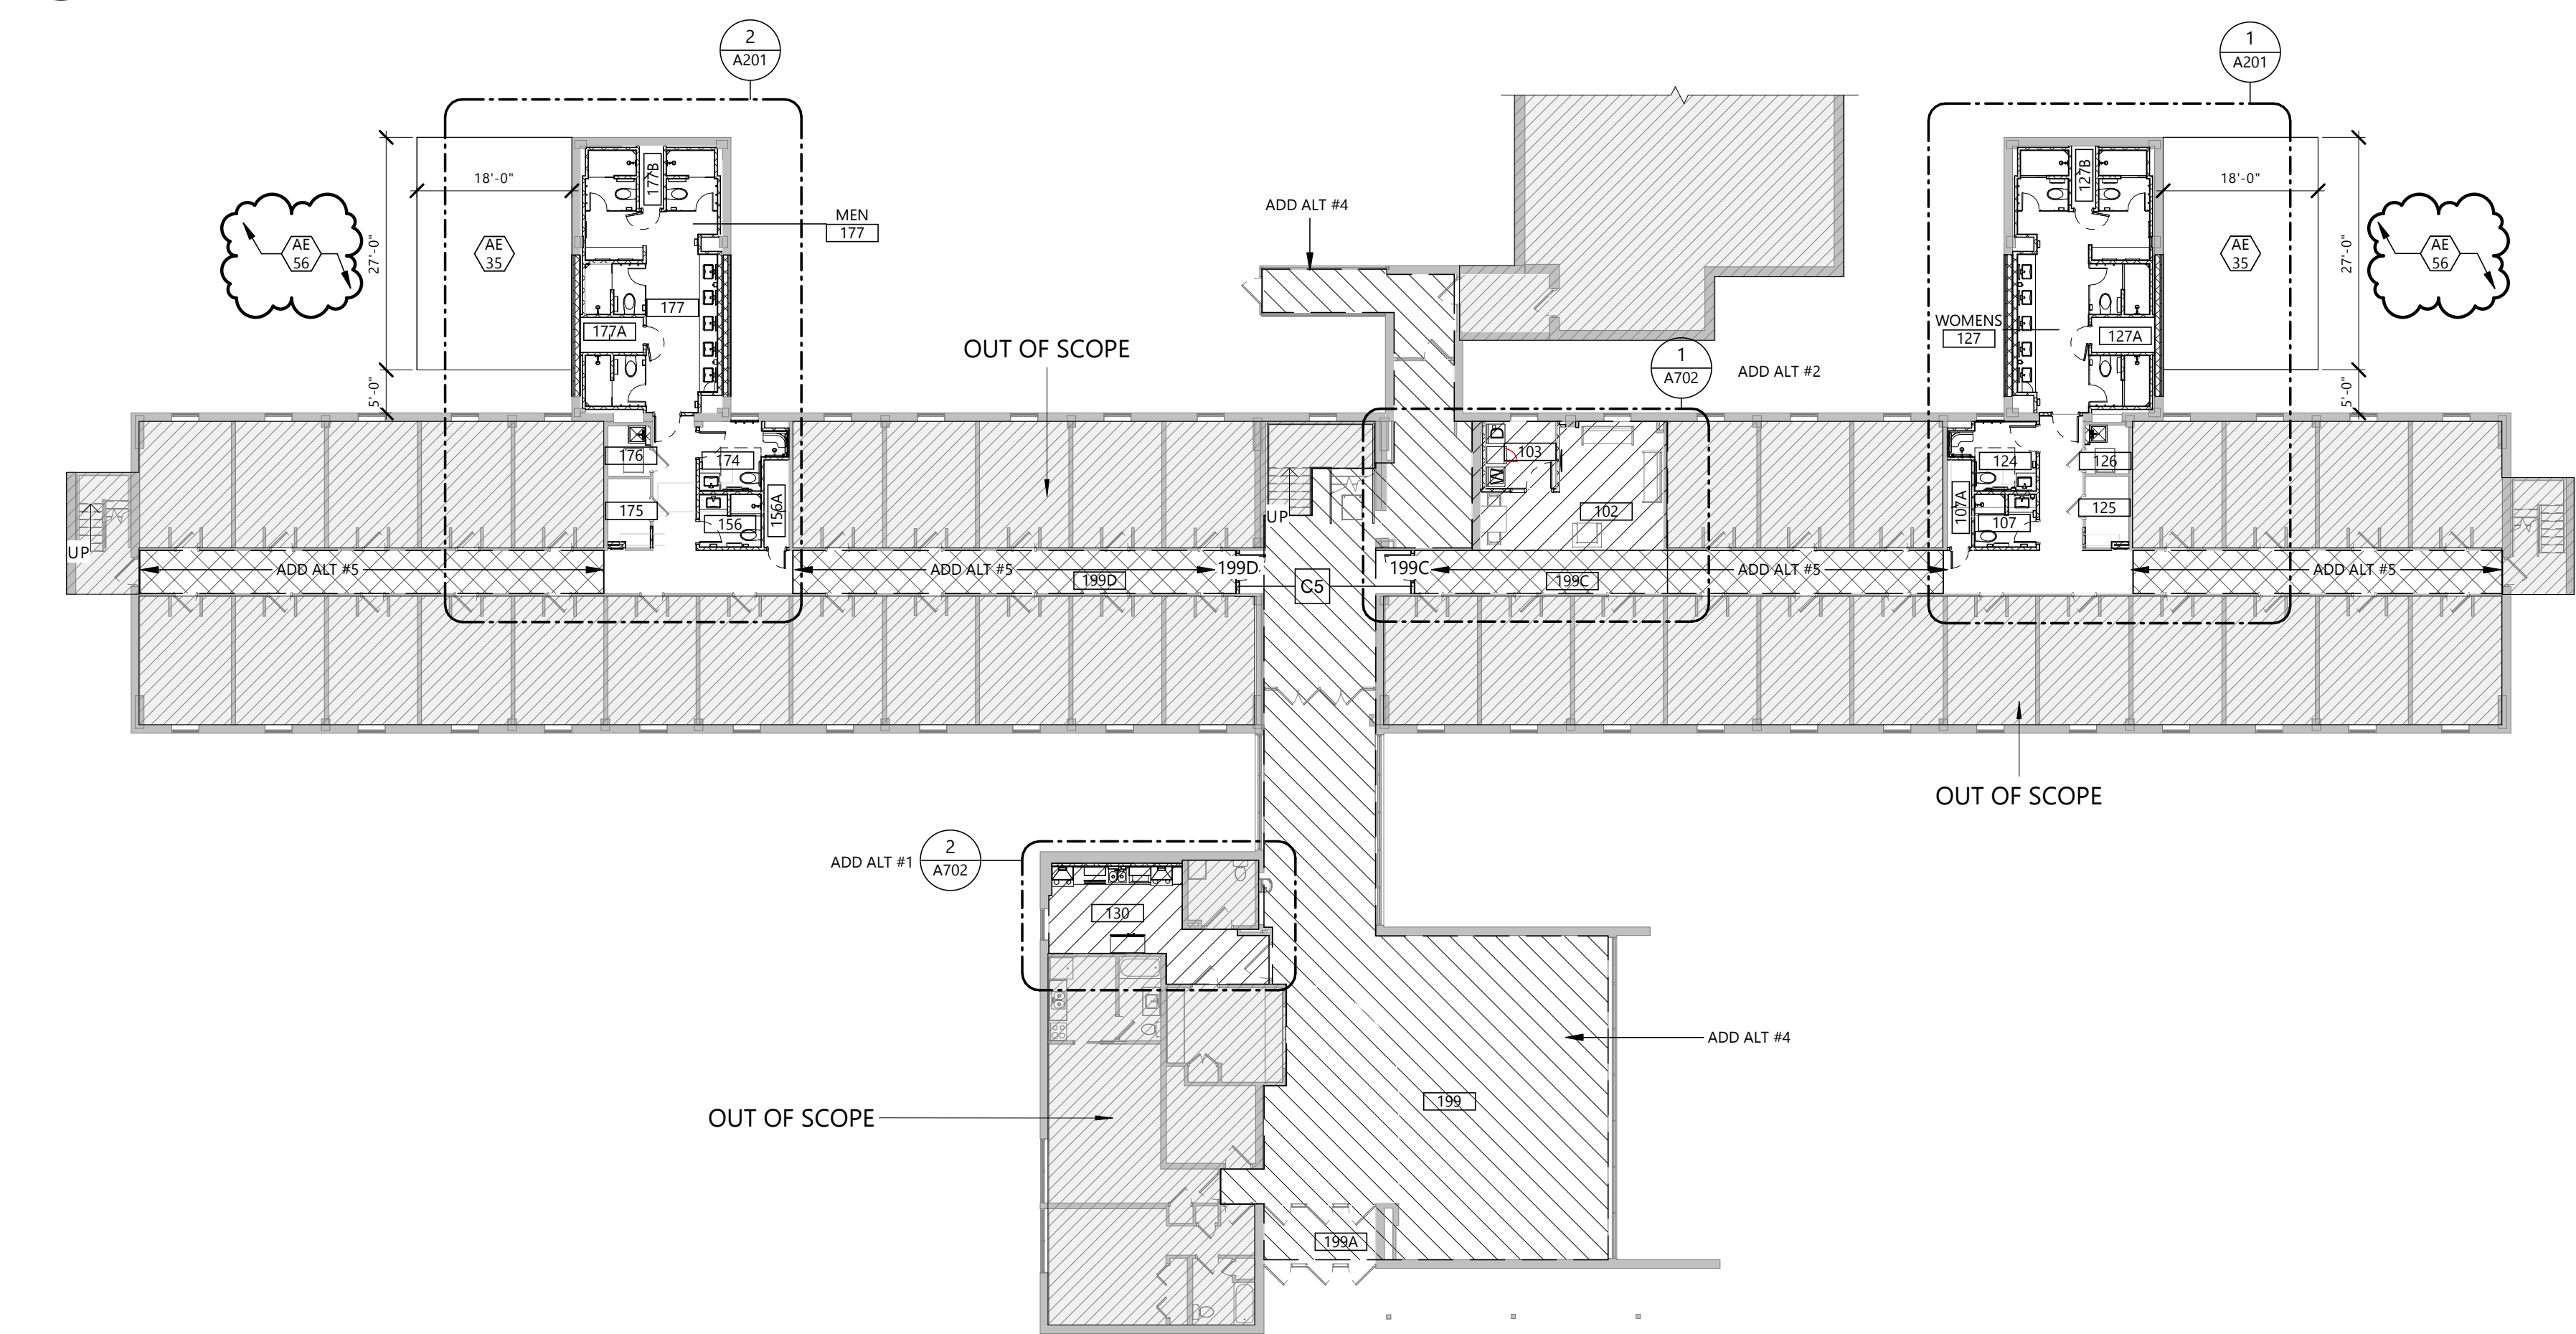 2
A201
1
A201
18'-0"
27'-0"
5'-0"
AE
56
AE
35
177B
MEN
177
177
177A
ADD ALT #4
OUT OF SCOPE
1
A702
ADD ALT #2
127B
WOMENS
127
127A
18'-0"
27'-0"
5'-0"
AE
35
AE
56
176
174
175
156
156A
UP
UP
D
103
W
102
124
126
107A
107
125
ADD ALT #5
ADD ALT #5
199D
199D
C5
199C
199C
ADD ALT #5
ADD ALT #5
OUT OF SCOPE
ADD ALT #1
2
A702
130
ADD ALT #4
199
OUT OF SCOPE
199A